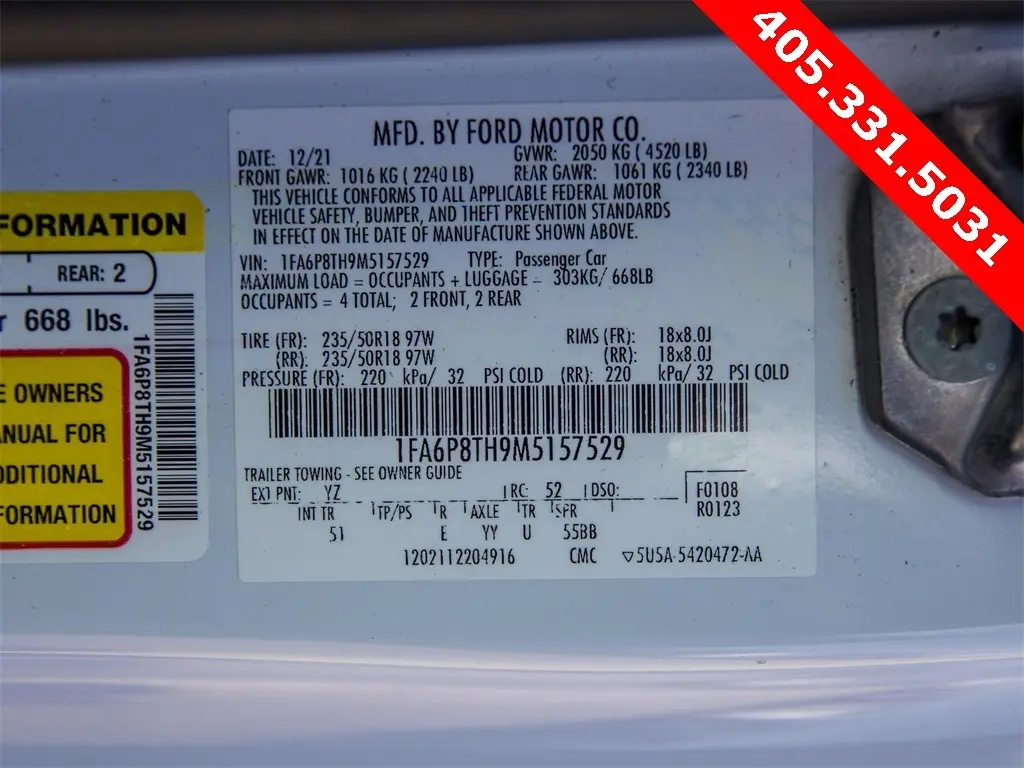 405.331.5031
MFD. BY FORD MOTOR CO.
DATE: 12/21 GVWR: 2050 KG ( 4520 LB)
FRONT GAWR: 1016 KG ( 2240 LB) REAR GAWR: 1061 KG ( 2340 LB)
THIS VEHICLE CONFORMS TO ALL APPLICABLE FEDERAL MOTOR
VEHICLE SAFETY, BUMPER, AND THEFT PREVENTION STANDARDS
IN EFFECT ON THE DATE OF MANUFACTURE SHOWN ABOVE.
VIN: 1FA6P8TH9M5157529 TYPE: Passenger Car
MAXIMUM LOAD = OCCUPANTS + LUGGAGE = 303KG/ 668LB
OCCUPANTS = 4 TOTAL; 2 FRONT, 2 REAR
TIRE (FR): 235/50R18 97W RIMS (FR): 18x8.0J
(RR): 235/50R18 97W (RR): 18x8.0J
PRESSURE (FR): 220 kPa/ 32 PSI COLD (RR): 220 kPa/ 32 PSI COLD
1FA6P8TH9M5157529
TRAILER TOWING - SEE OWNER GUIDE
EXT PNT: YZ RC: 52 DSO: F0108
INT TR TP/PS R AXLE TR SPR R0123
51 E YY U 55BB
1202112204916 CMC ▽5U5A-5420472-AA
FORMATION
REAR: 2
r 668 lbs.
1FA6P8TH9M5157529
E OWNERS
ANUAL FOR
DDITIONAL
FORMATION